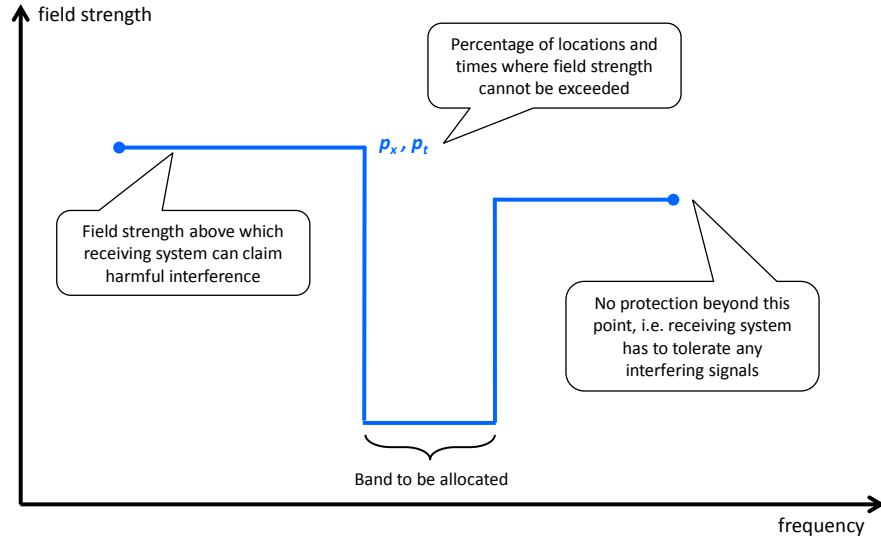 field strength
Percentage of locations and
times where field strength
cannot be exceeded
pₓ , pₜ
Field strength above which
receiving system can claim
harmful interference
No protection beyond this
point, i.e. receiving system
has to tolerate any
interfering signals
Band to be allocated
frequency